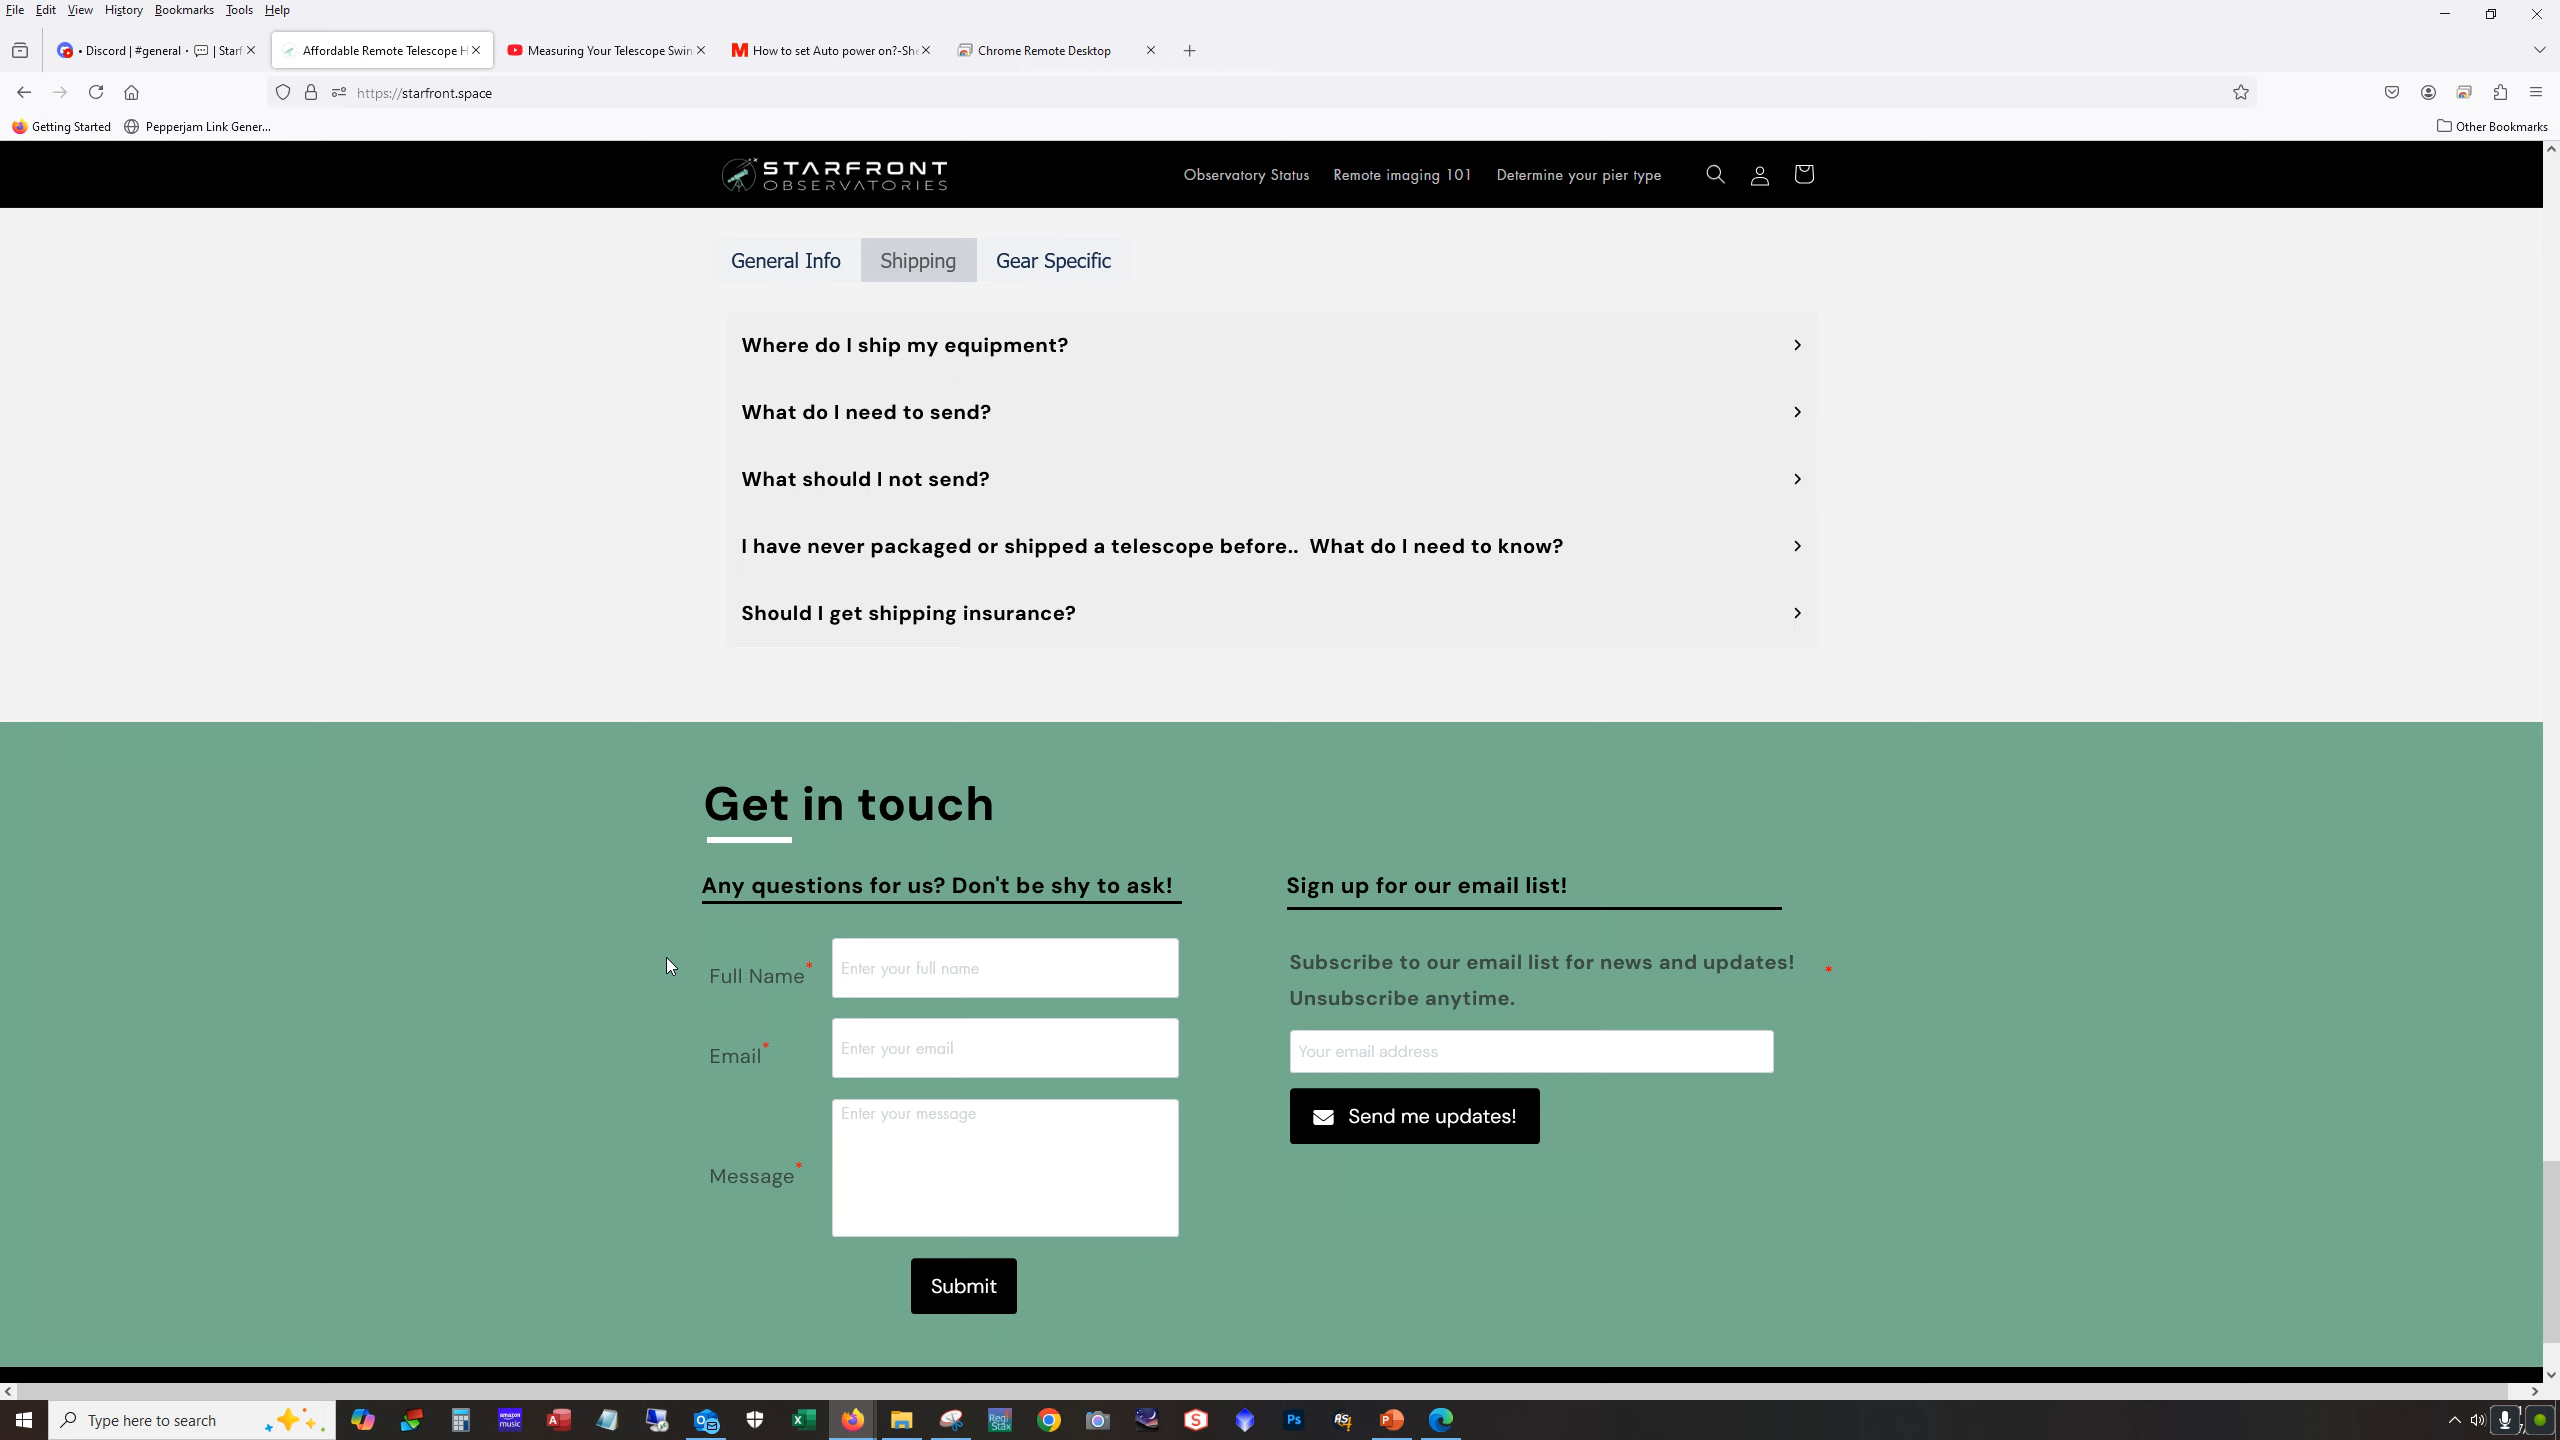 File Edit View History Bookmarks Tools Help
• Discord | #general • | Starf
Affordable Remote Telescope H
Measuring Your Telescope Swin
How to set Auto power on?-She
Chrome Remote Desktop
https://starfront.space
Getting Started
Pepperjam Link Gener...
Other Bookmarks
STARFRONT
OBSERVATORIES
Observatory Status
Remote imaging 101
Determine your pier type
General Info
Shipping
Gear Specific
Where do I ship my equipment?
What do I need to send?
What should I not send?
I have never packaged or shipped a telescope before.. What do I need to know?
Should I get shipping insurance?
Get in touch
Any questions for us? Don't be shy to ask!
Full Name*
Enter your full name
Email*
Enter your email
Message*
Enter your message
Submit
Sign up for our email list!
Subscribe to our email list for news and updates! *
Unsubscribe anytime.
Your email address
Send me updates!
Type here to search
amazon
music
Reg
Stax
Ps